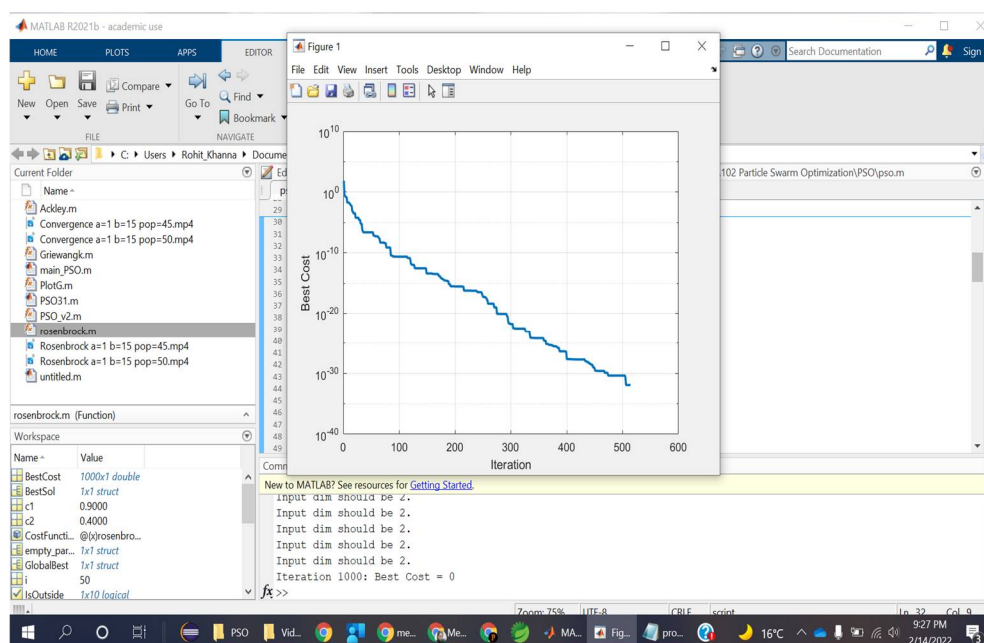 MATLAB R2021b - academic use
HOME PLOTS APPS EDITOR
Search Documentation Sign
New Open Save Compare Print Go To Find Bookmark
FILE NAVIGATE
C: Users Rohit_Khanna
102 Particle Swarm Optimization\PSO\pso.m
Current Folder
Name
Ackley.m
Convergence a=1 b=15 pop=45.mp4
Convergence a=1 b=15 pop=50.mp4
Griewangk.m
main_PSO.m
PlotG.m
PSO31.m
PSO_v2.m
rosenbrock.m
Rosenbrock a=1 b=15 pop=45.mp4
Rosenbrock a=1 b=15 pop=50.mp4
untitled.m
rosenbrock.m (Function)
Workspace
Name Value
BestCost 1000x1 double
BestSol 1x1 struct
c1 0.9000
c2 0.4000
CostFuncti... @(x)rosenbro...
empty_par... 1x1 struct
GlobalBest 1x1 struct
i 50
IsOutside 1x10 logical
29
30
31
32
33
34
35
36
37
38
39
40
41
42
43
44
45
46
47
48
49
Figure 1
File Edit View Insert Tools Desktop Window Help
10^10
10^0
10^-10
10^-20
10^-30
10^-40
Best Cost
0 100 200 300 400 500 600
Iteration
New to MATLAB? See resources for Getting Started.
Input dim should be 2.
Input dim should be 2.
Input dim should be 2.
Input dim should be 2.
Input dim should be 2.
Iteration 1000: Best Cost = 0
fx >>
Zoom: 75% UTF-8 CRLF script Ln 32 Col 9
PSO Vid... me... Me... MA... Fig... pro... 16°C
9:27 PM
2/14/2022